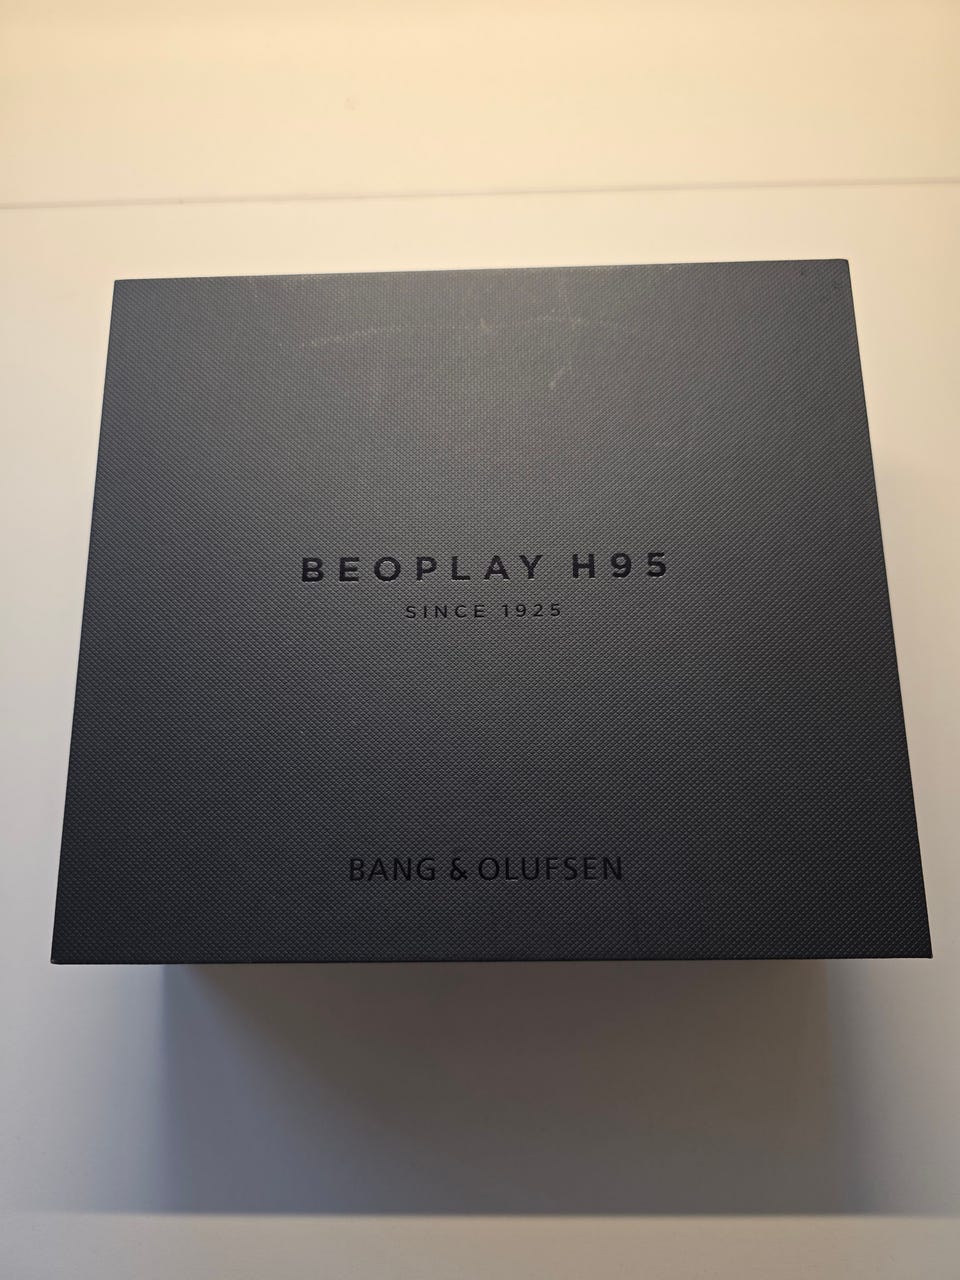 BEOPLAY H95
SINCE 1925
BANG & OLUFSEN